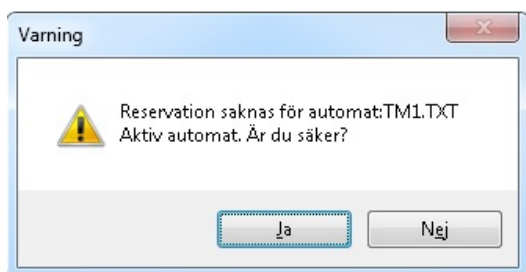 Varning
Reservation saknas för automat:TM1.TXT
Aktiv automat. Är du säker?
Ja
Nej